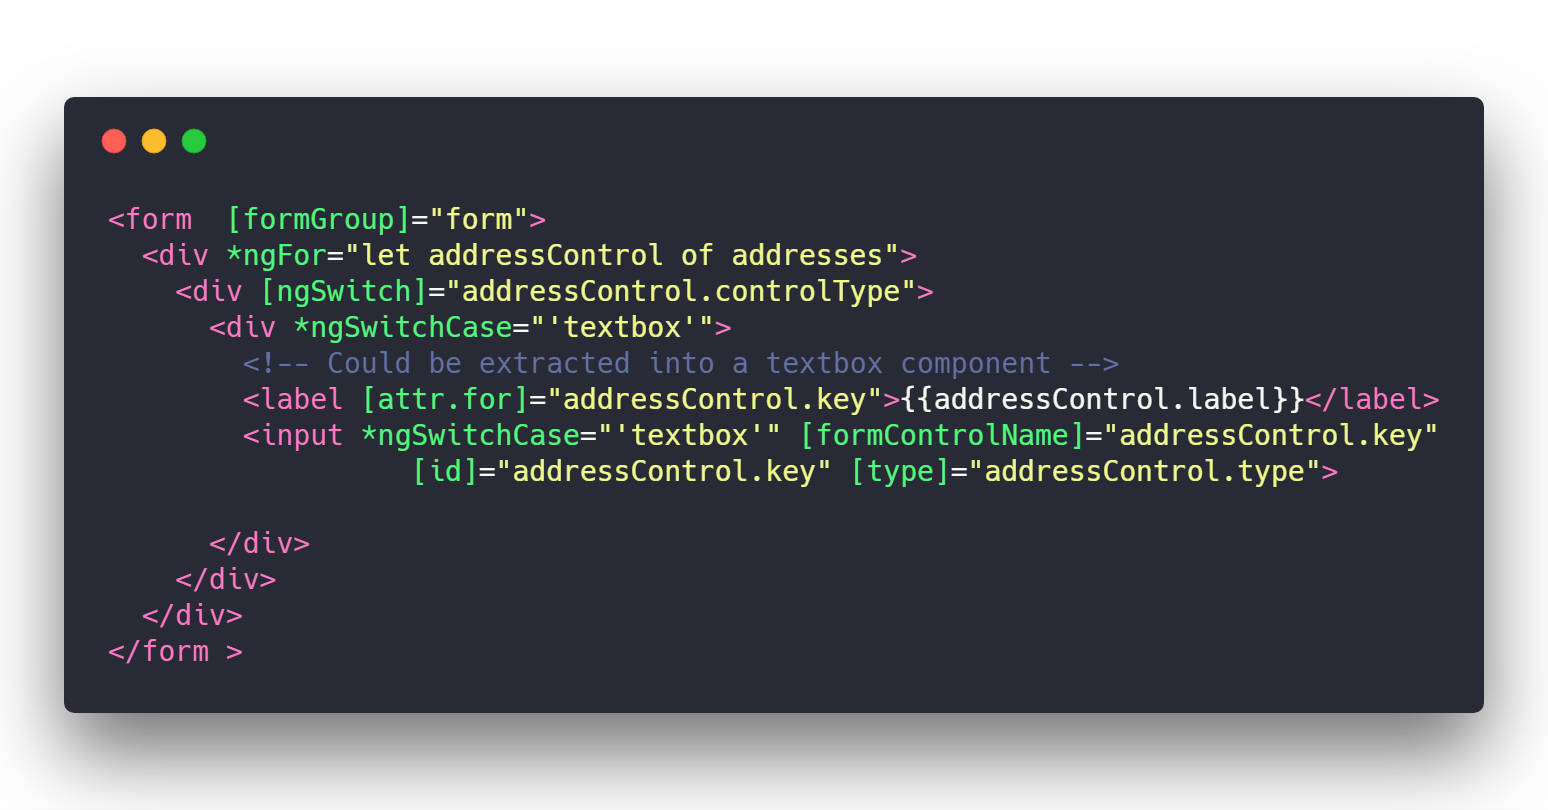 <form  [formGroup]="form">
  <div *ngFor="let addressControl of addresses">
    <div [ngSwitch]="addressControl.controlType">
      <div *ngSwitchCase="'textbox'">
        <!-- Could be extracted into a textbox component -->
        <label [attr.for]="addressControl.key">{{addressControl.label}}</label>
        <input *ngSwitchCase="'textbox'" [formControlName]="addressControl.key"
                  [id]="addressControl.key" [type]="addressControl.type">

      </div>
    </div>
  </div>
</form >